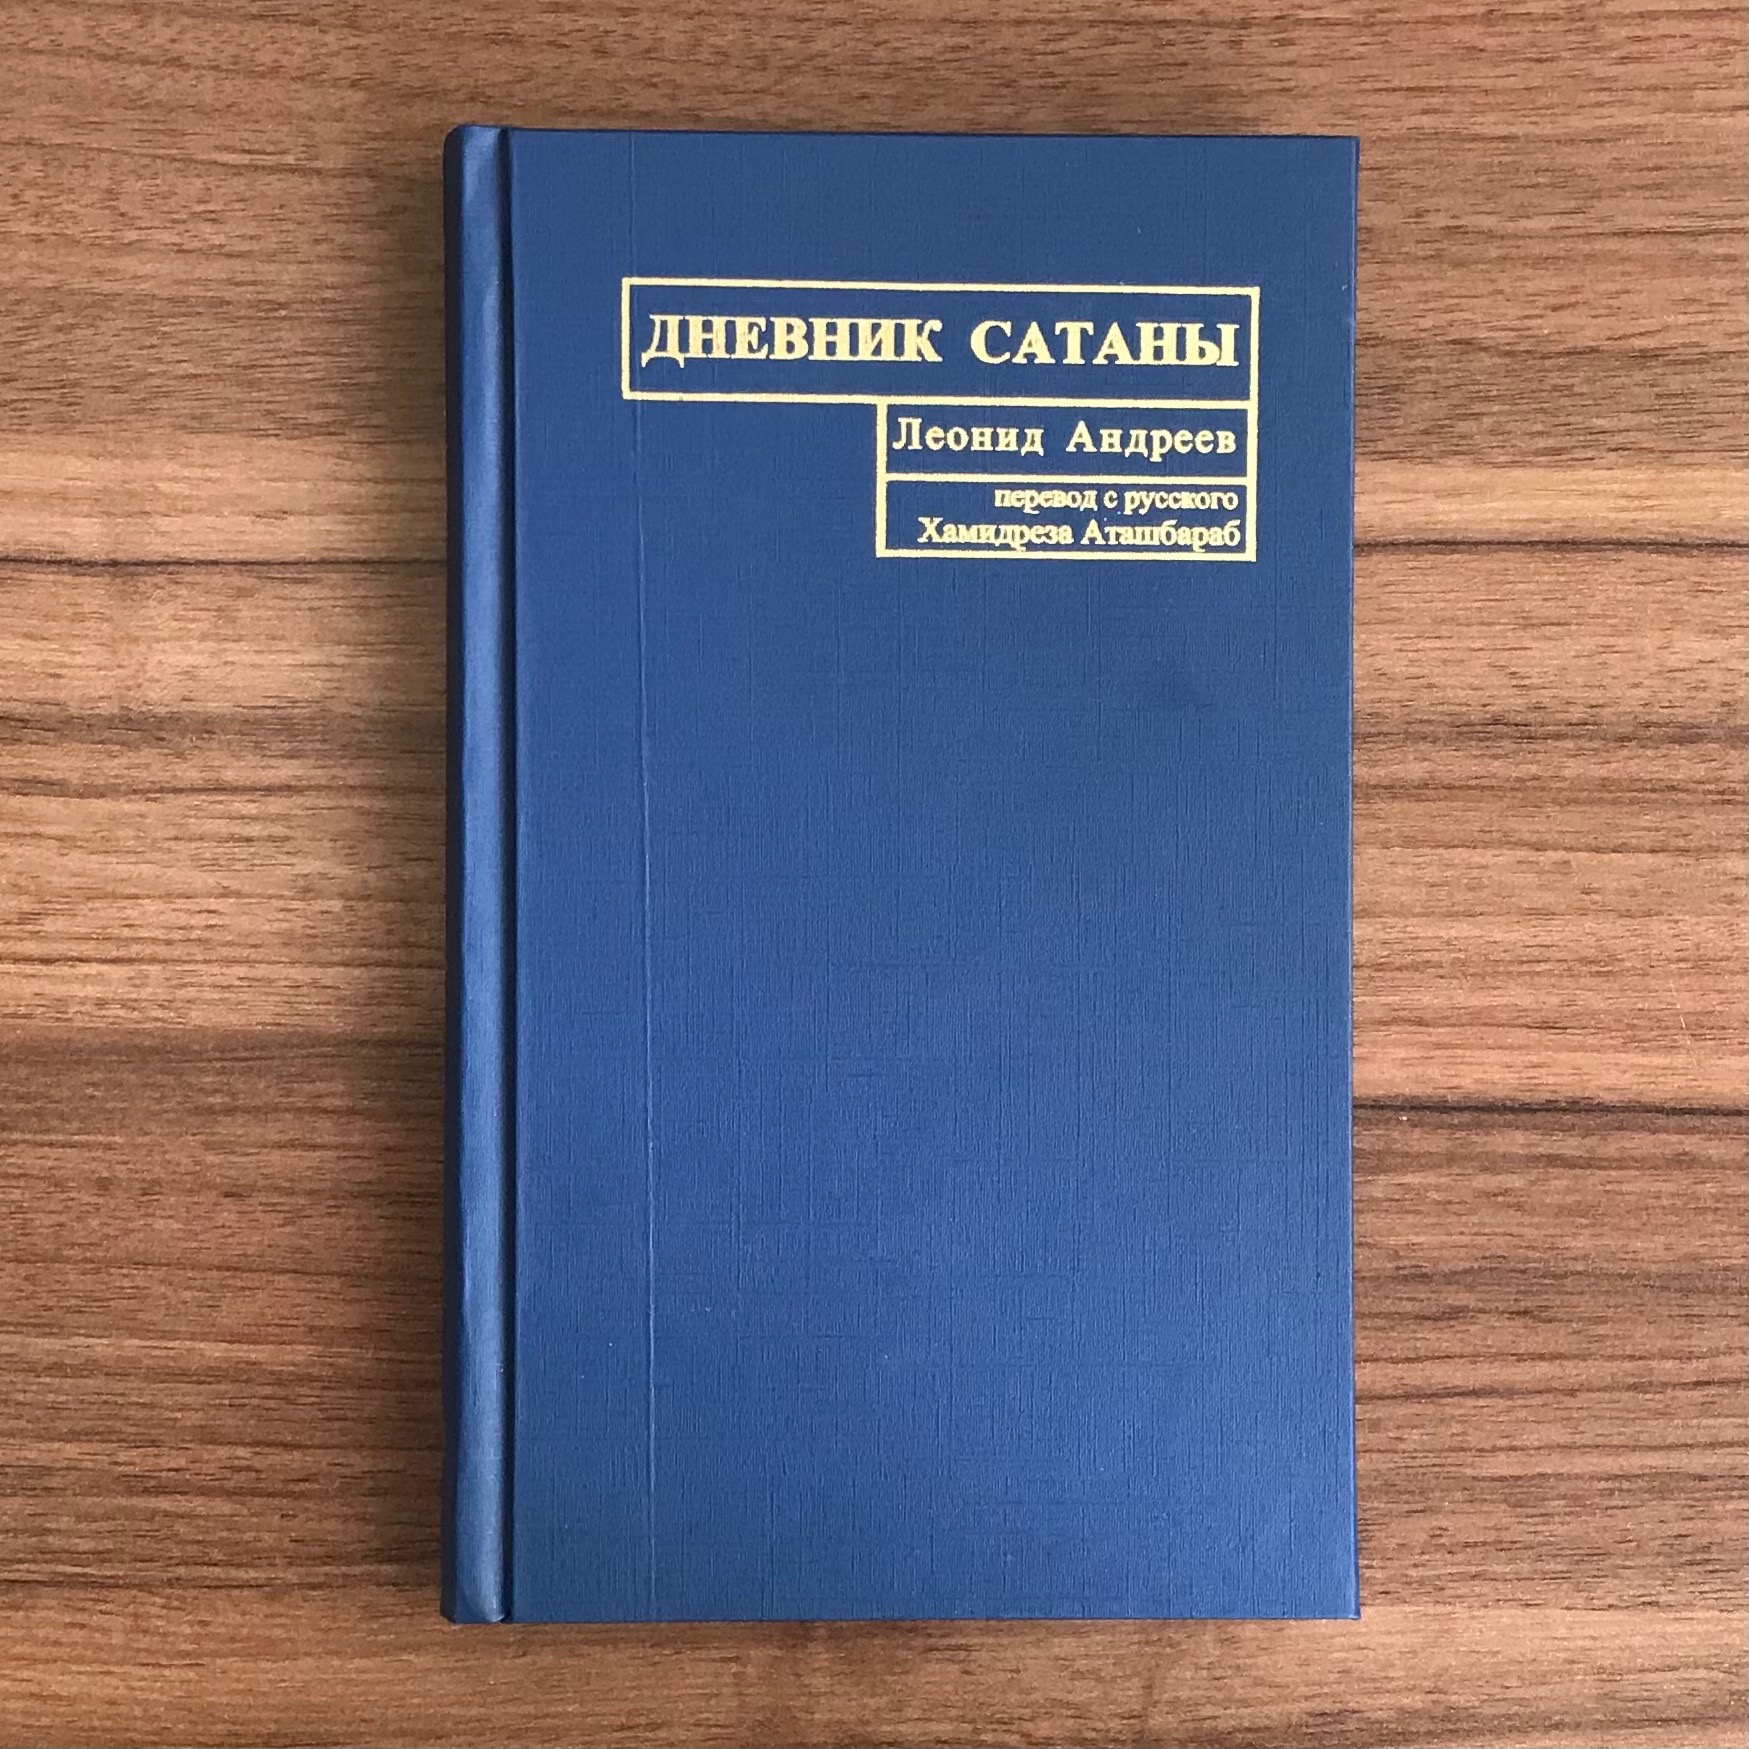 ДНЕВНИК САТАНЫ
Леонид Андреев
перевод с русского
Хамидреза Аташбараб